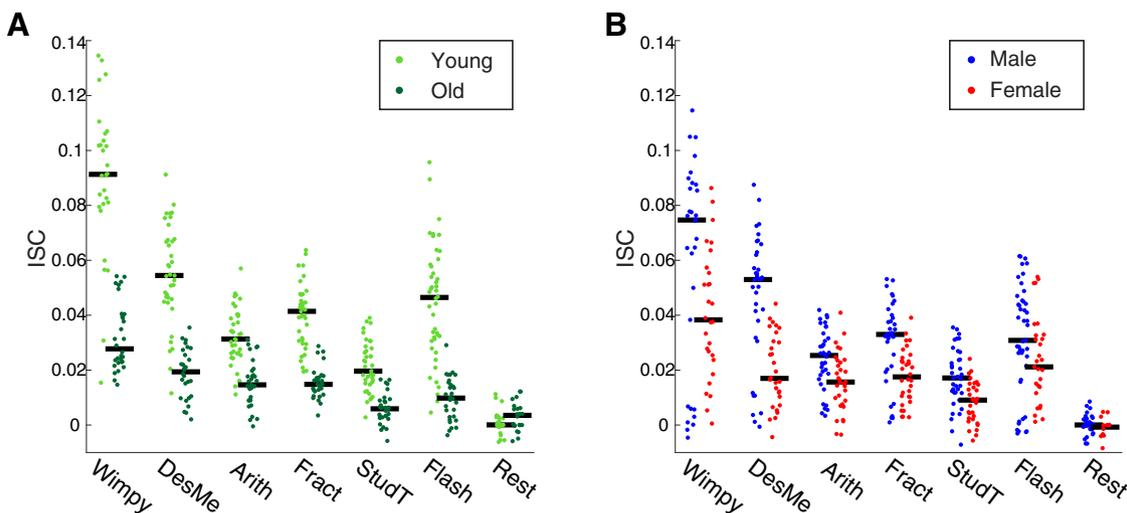 A
ISC
0.14
0.12
0.1
0.08
0.06
0.04
0.02
0
Young
Old
Wimpy
DesMe
Arith
Fract
StudT
Flash
Rest
B
ISC
0.14
0.12
0.1
0.08
0.06
0.04
0.02
0
Male
Female
Wimpy
DesMe
Arith
Fract
StudT
Flash
Rest